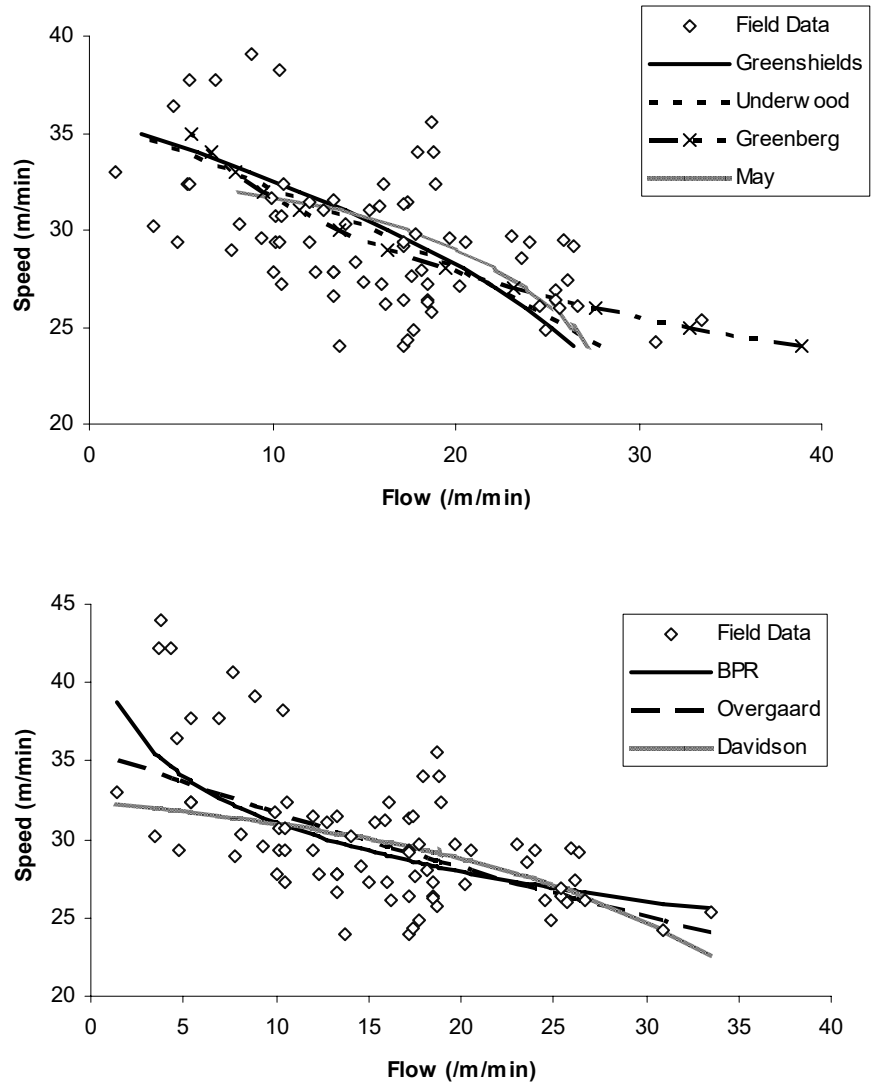 40
35
30
25
20
Speed (m/min)
0 10 20 30 40
Flow (/m/min)
Field Data
Greenshields
Underwood
Greenberg
May
45
40
35
30
25
20
Speed (m/min)
0 5 10 15 20 25 30 35 40
Flow (/m/min)
Field Data
BPR
Overgaard
Davidson